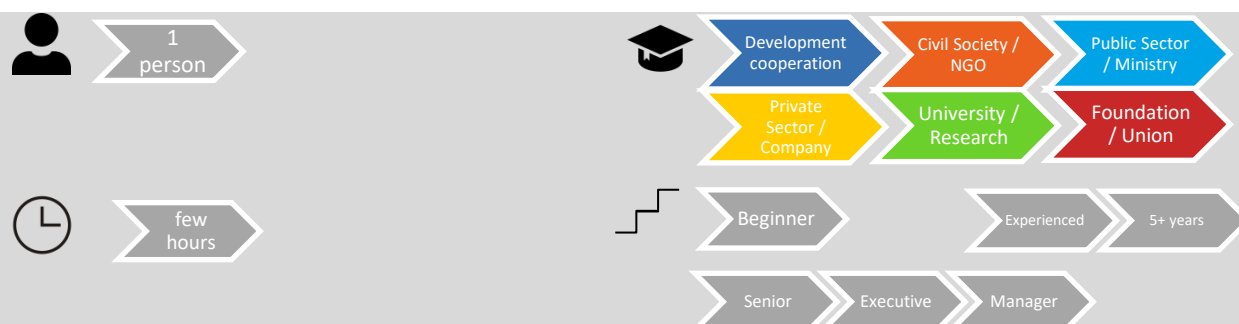 1
person
Development
cooperation
Civil Society /
NGO
Public Sector
/ Ministry
Private
Sector /
Company
University /
Research
Foundation
/ Union
few
hours
Beginner
Experienced
5+ years
Senior
Executive
Manager